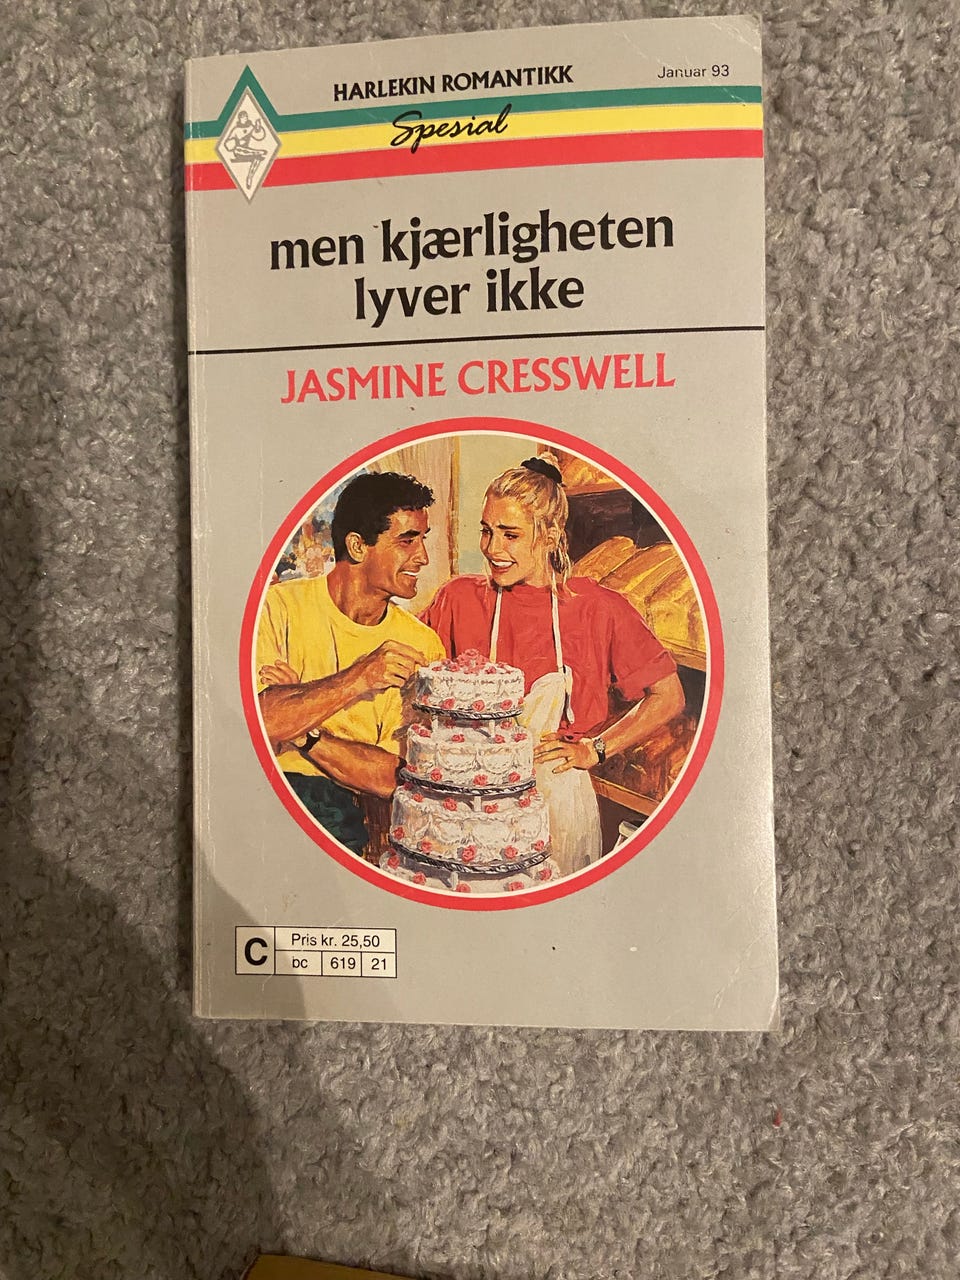 HARLEKIN ROMANTIKK
Januar 93
Spesial
men kjærligheten
lyver ikke
JASMINE CRESSWELL
C
Pris kr. 25,50
bc 619 21